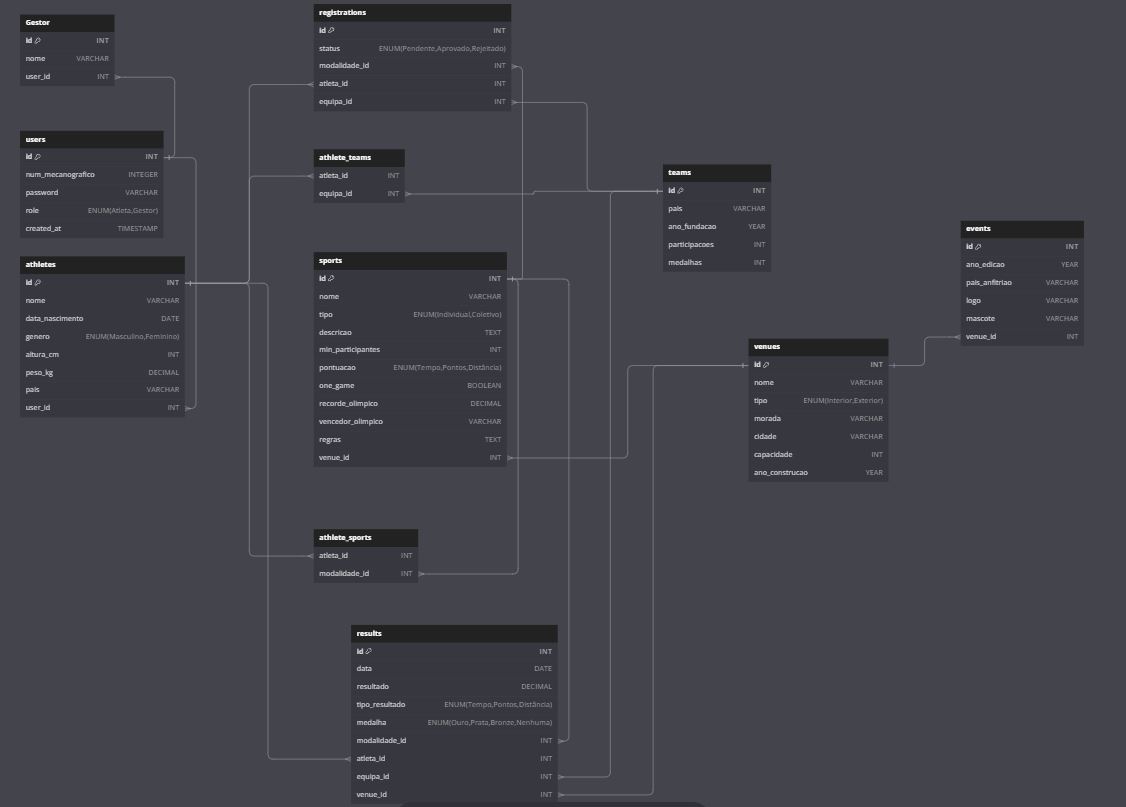 Gestor
id INT
nome VARCHAR
user_id INT
users
id INT
num_mecanografico INTEGER
password VARCHAR
role ENUM(Atleta,Gestor)
created_at TIMESTAMP
athletes
id INT
nome VARCHAR
data_nascimento DATE
genero ENUM(Masculino,Feminino)
altura_cm INT
peso_kg DECIMAL
pais VARCHAR
user_id INT
registrations
id INT
status ENUM(Pendente,Aprovado,Rejeitado)
modalidade_id INT
atleta_id INT
equipa_id INT
athlete_teams
atleta_id INT
equipa_id INT
sports
id INT
nome VARCHAR
tipo ENUM(Individual,Coletivo)
descricao TEXT
min_participantes INT
pontuacao ENUM(Tempo,Pontos,Distância)
one_game BOOLEAN
recorde_olimpico DECIMAL
vencedor_olimpico VARCHAR
regras TEXT
venue_id INT
athlete_sports
atleta_id INT
modalidade_id INT
results
id INT
data DATE
resultado DECIMAL
tipo_resultado ENUM(Tempo,Pontos,Distância)
medalha ENUM(Ouro,Prata,Bronze,Nenhuma)
modalidade_id INT
atleta_id INT
equipa_id INT
venue_id INT
teams
id INT
pais VARCHAR
ano_fundacao YEAR
participacoes INT
medalhas INT
venues
id INT
nome VARCHAR
tipo ENUM(Interior,Exterior)
morada VARCHAR
cidade VARCHAR
capacidade INT
ano_construcao YEAR
events
id INT
ano_edicao YEAR
pais_anfitriao VARCHAR
logo VARCHAR
mascote VARCHAR
venue_id INT